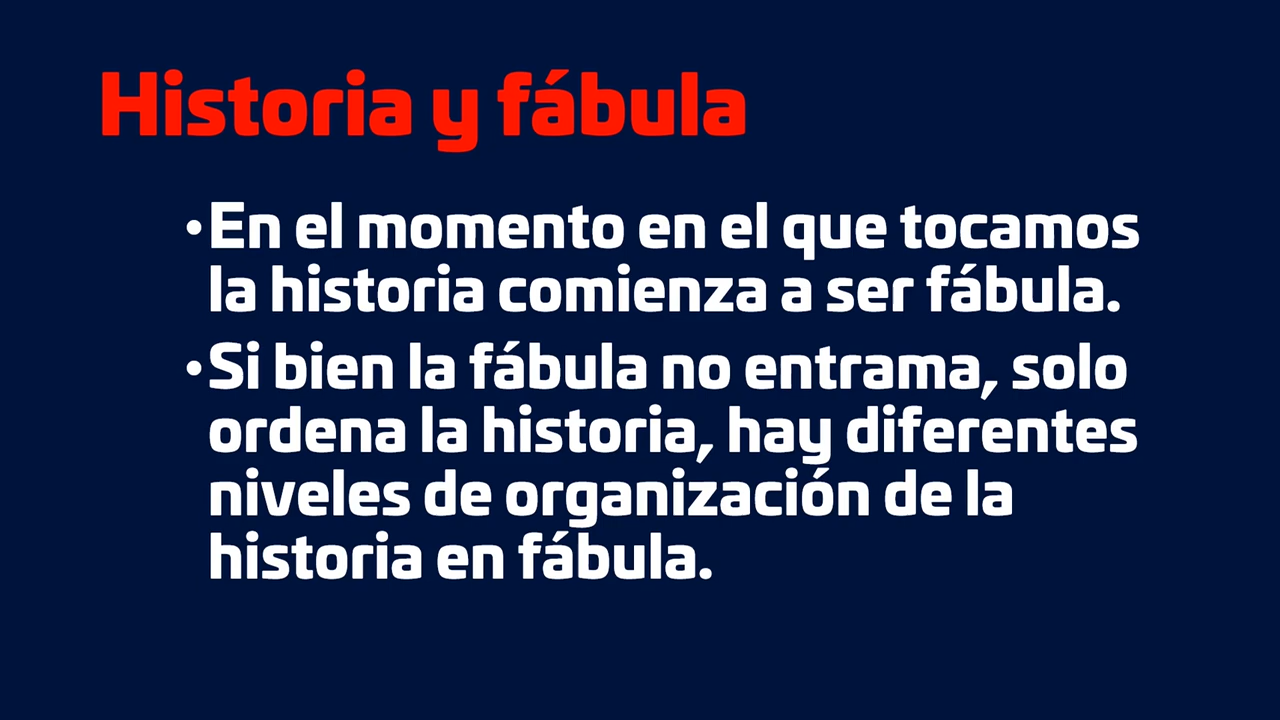 Historia y fábula
•En el momento en el que tocamos
la historia comienza a ser fábula.
•Si bien la fábula no entrama, solo
ordena la historia, hay diferentes
niveles de organización de la
historia en fábula.